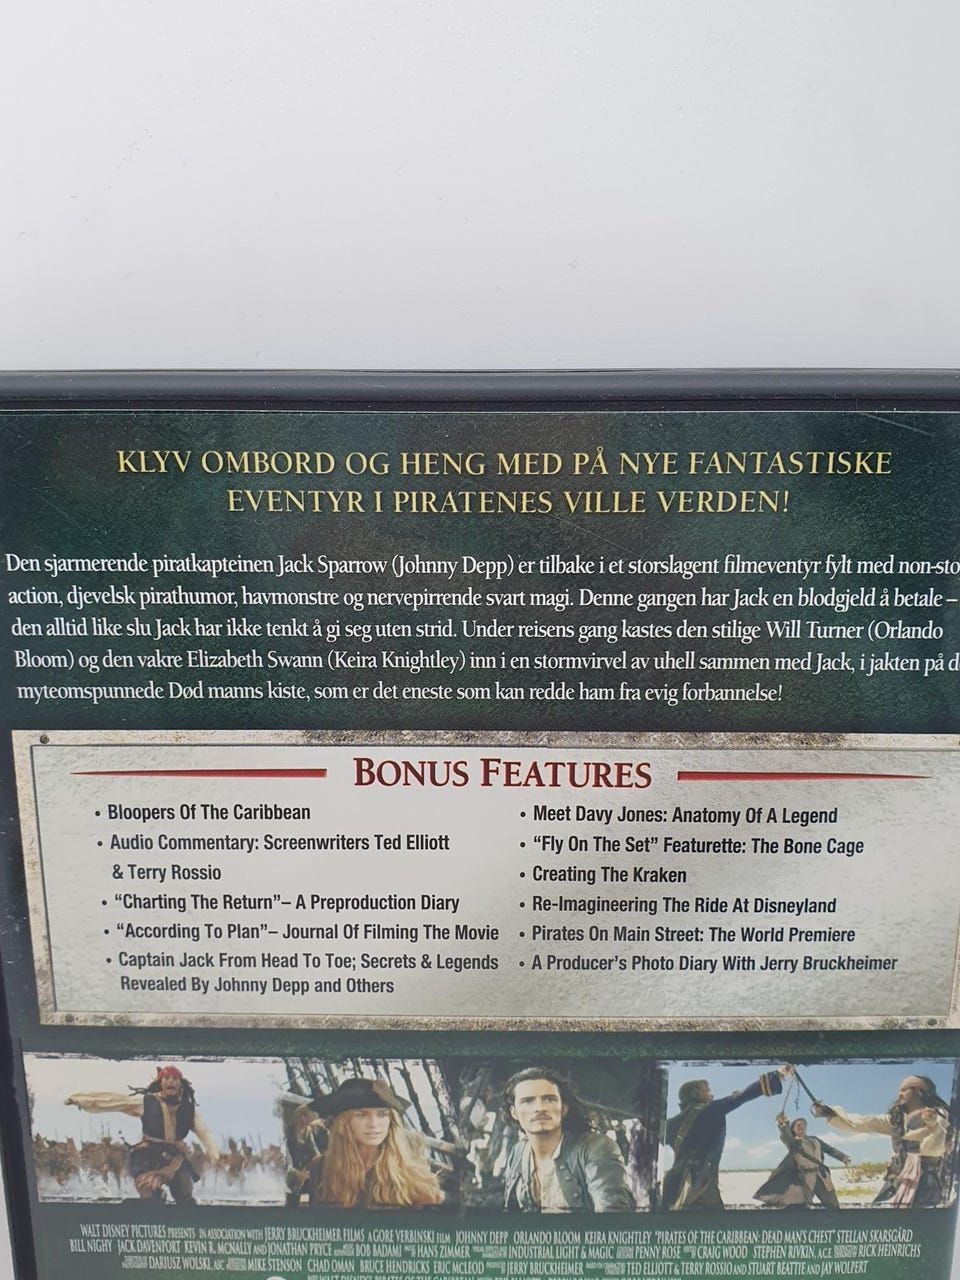 KLYV OMBORD OG HENG MED PÅ NYE FANTASTISKE
EVENTYR I PIRATENES VILLE VERDEN!
Den sjarmerende piratkapteinen Jack Sparrow (Johnny Depp) er tilbake i et storslagent filmeventyr fylt med non-sto
action, djevelsk pirathumor, havmonstre og nervepirrende svart magi. Denne gangen har Jack en blodgjeld å betale –
den alltid like slu Jack har ikke tenkt å gi seg uten strid. Under reisens gang kastes den stilige Will Turner (Orlando
Bloom) og den vakre Elizabeth Swann (Keira Knightley) inn i en stormvirvel av uhell sammen med Jack, i jakten på d
myteomspunnede Død manns kiste, som er det eneste som kan redde ham fra evig forbannelse!
BONUS FEATURES
• Bloopers Of The Caribbean
• Audio Commentary: Screenwriters Ted Elliott
& Terry Rossio
• “Charting The Return”– A Preproduction Diary
• “According To Plan”– Journal Of Filming The Movie
• Captain Jack From Head To Toe; Secrets & Legends
Revealed By Johnny Depp and Others
• Meet Davy Jones: Anatomy Of A Legend
• “Fly On The Set” Featurette: The Bone Cage
• Creating The Kraken
• Re-Imagineering The Ride At Disneyland
• Pirates On Main Street: The World Premiere
• A Producer's Photo Diary With Jerry Bruckheimer
WALT DISNEY PICTURES PRESENTS IN ASSOCIATION WITH JERRY BRUCKHEIMER FILMS A GORE VERBINSKI FILM JOHNNY DEPP ORLANDO BLOOM KEIRA KNIGHTLEY "PIRATES OF THE CARIBBEAN: DEAD MAN'S CHEST" STELLAN SKARSGÅRD
BILL NIGHY JACK DAVENPORT KEVIN R. MCNALLY AND JONATHAN PRYCE BOB BADAMI HANS ZIMMER INDUSTRIAL LIGHT & MAGIC PENNY ROSE CRAIG WOOD STEPHEN RIVKIN, A.C.E. RICK HEINRICHS
DARIUSZ WOLSKI, ASC MIKE STENSON CHAD OMAN BRUCE HENDRICKS ERIC MCLEOD JERRY BRUCKHEIMER TED ELLIOTT & TERRY ROSSIO AND STUART BEATTIE AND JAY WOLPERT